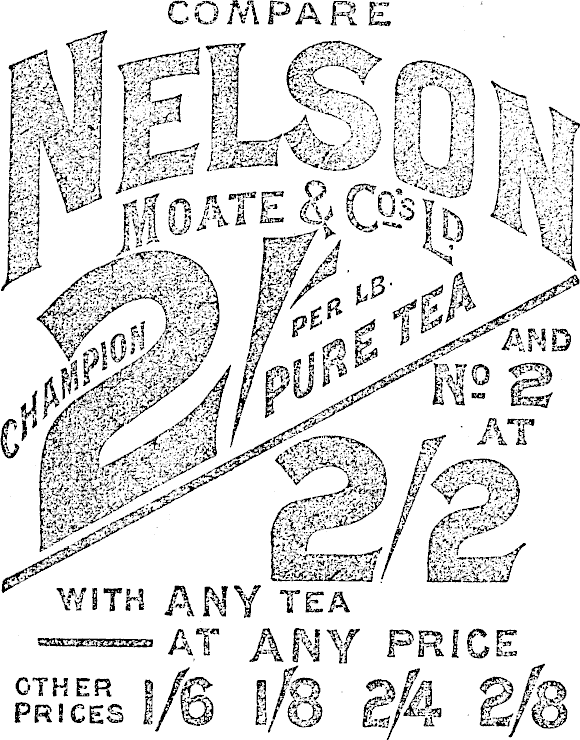 COMPARE
NELSON
MOATE & Co's LD.
CHAMPION 2/-
PER LB.
PURE TEA
AND
No 2
AT
2/2
WITH ANY TEA
AT ANY PRICE
OTHER PRICES 1/6 1/8 2/4 2/8